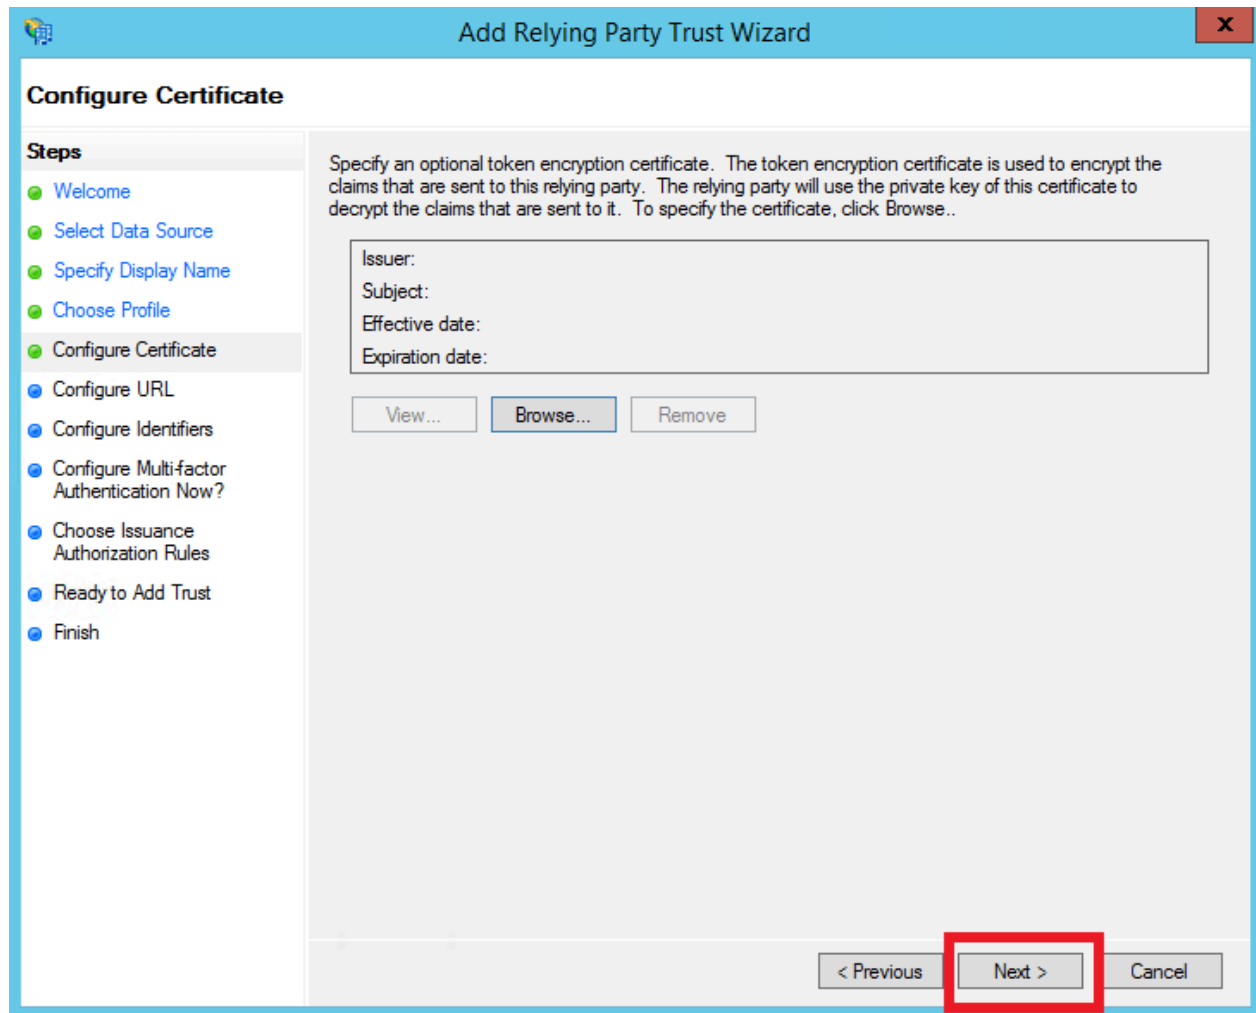 Add Relying Party Trust Wizard
x
Configure Certificate
Steps
Welcome
Select Data Source
Specify Display Name
Choose Profile
Configure Certificate
Configure URL
Configure Identifiers
Configure Multi-factor
Authentication Now?
Choose Issuance
Authorization Rules
Ready to Add Trust
Finish
Specify an optional token encryption certificate.  The token encryption certificate is used to encrypt the
claims that are sent to this relying party.  The relying party will use the private key of this certificate to
decrypt the claims that are sent to it.  To specify the certificate, click Browse..
Issuer:
Subject:
Effective date:
Expiration date:
View...
Browse...
Remove
< Previous
Next >
Cancel